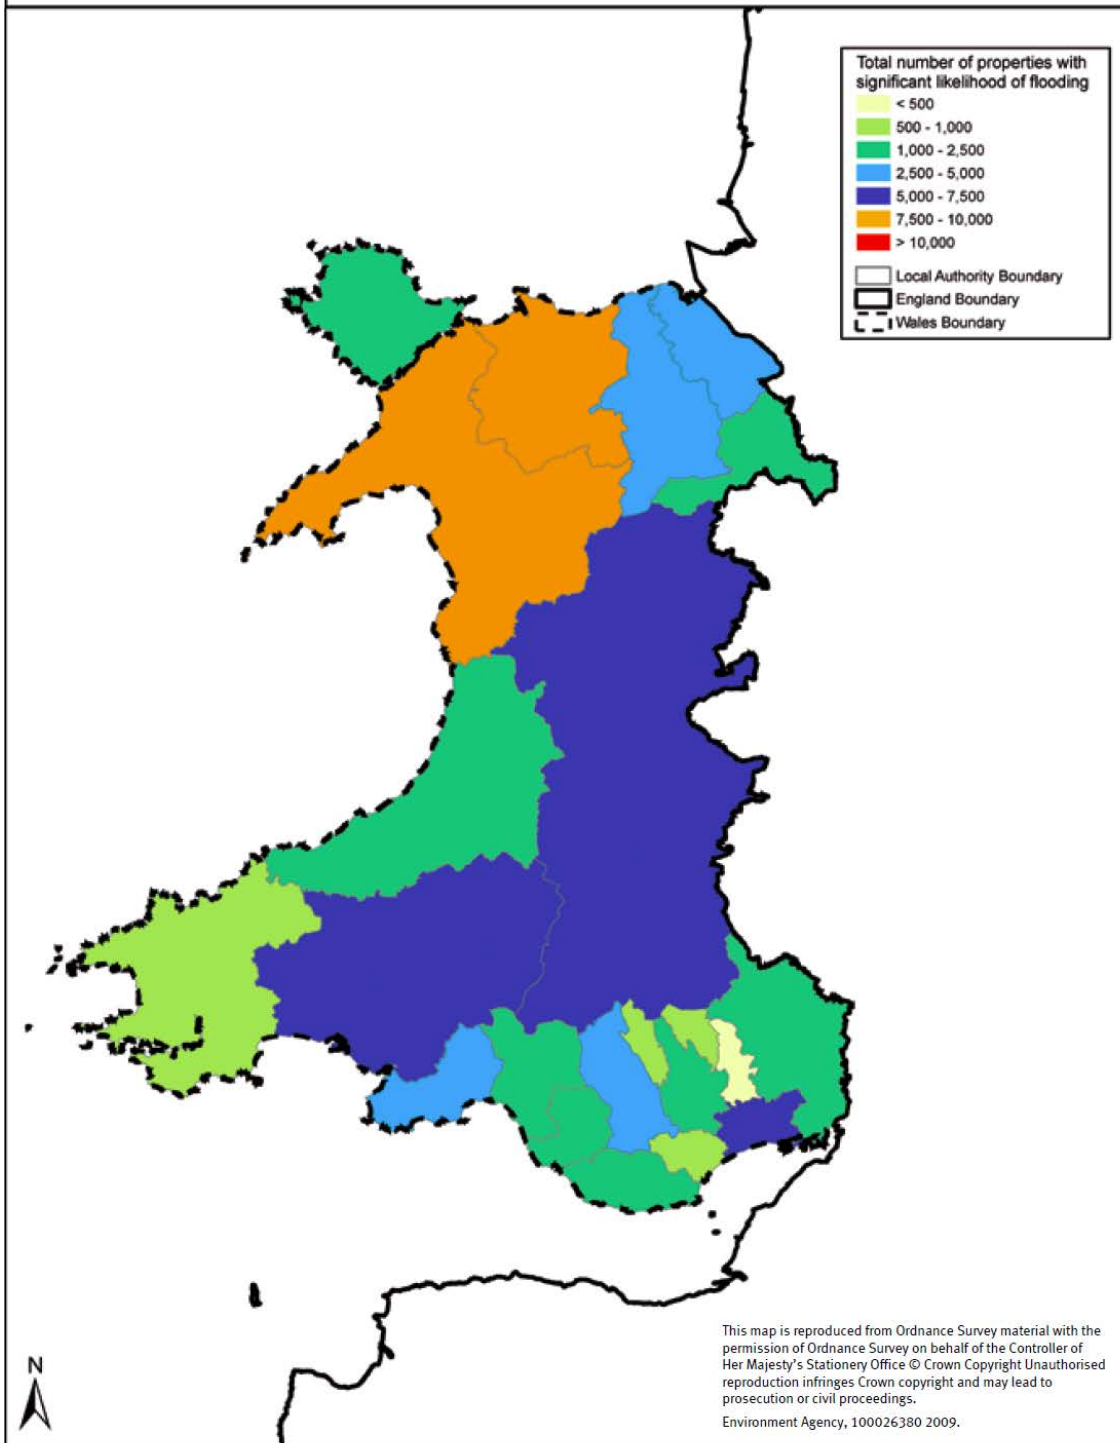 Total number of properties with
significant likelihood of flooding
< 500
500 - 1,000
1,000 - 2,500
2,500 - 5,000
5,000 - 7,500
7,500 - 10,000
> 10,000
Local Authority Boundary
England Boundary
Wales Boundary
This map is reproduced from Ordnance Survey material with the
permission of Ordnance Survey on behalf of the Controller of
Her Majesty's Stationery Office © Crown Copyright Unauthorised
reproduction infringes Crown copyright and may lead to
prosecution or civil proceedings.
Environment Agency, 100026380 2009.
N